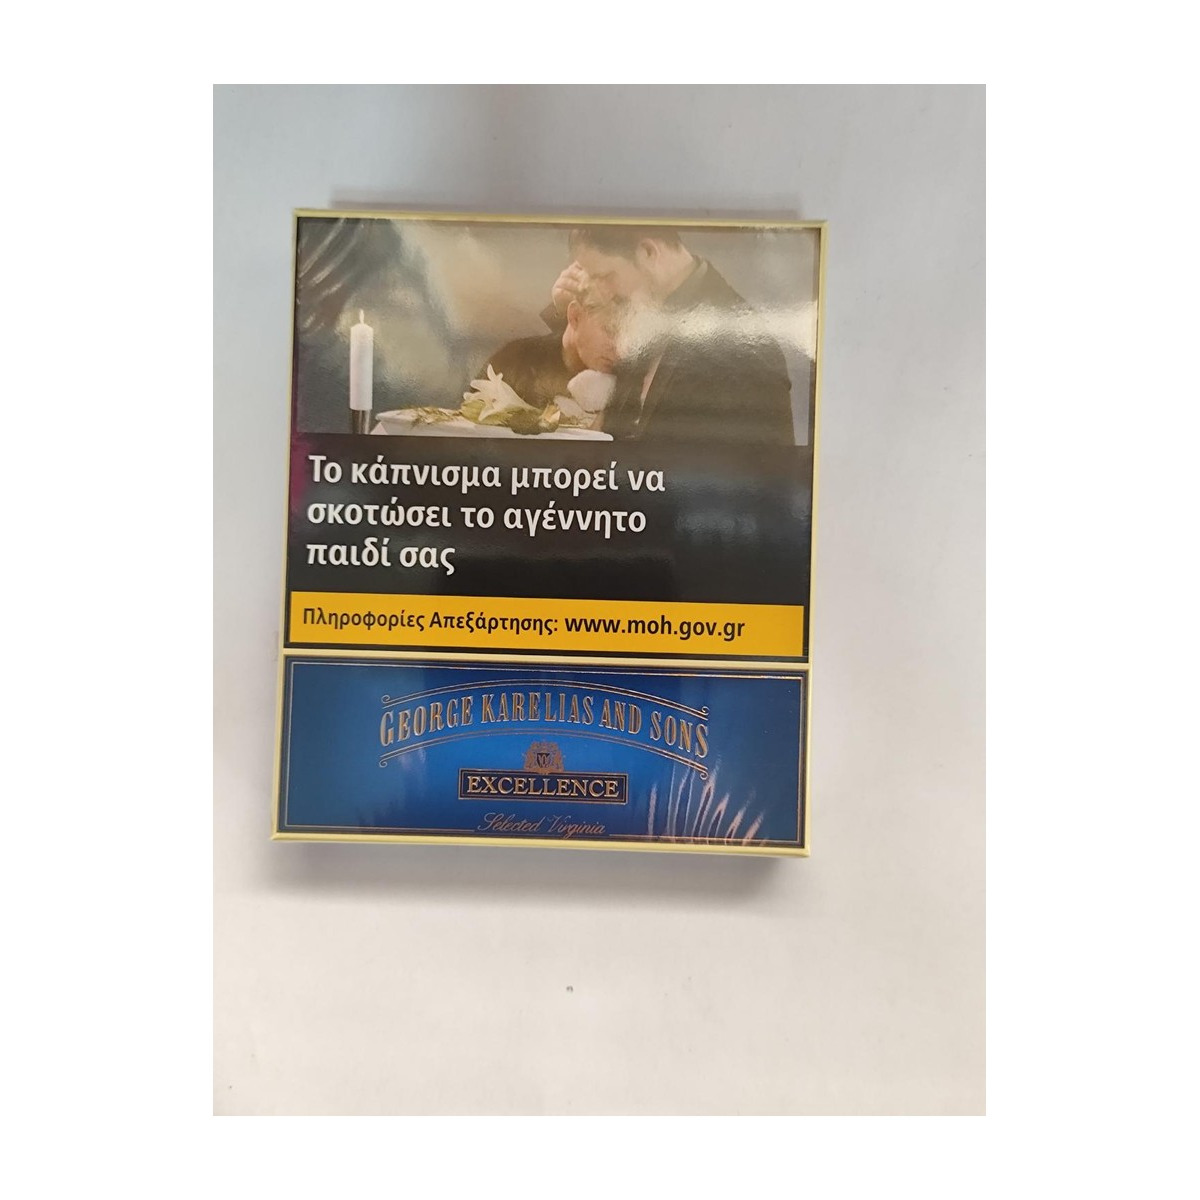 Το κάπνισμα μπορεί να
σκοτώσει το αγέννητο
παιδί σας
Πληροφορίες Απεξάρτησης: www.moh.gov.gr
GEORGE KARELIAS AND SONS
EXCELLENCE
Selected Virginia